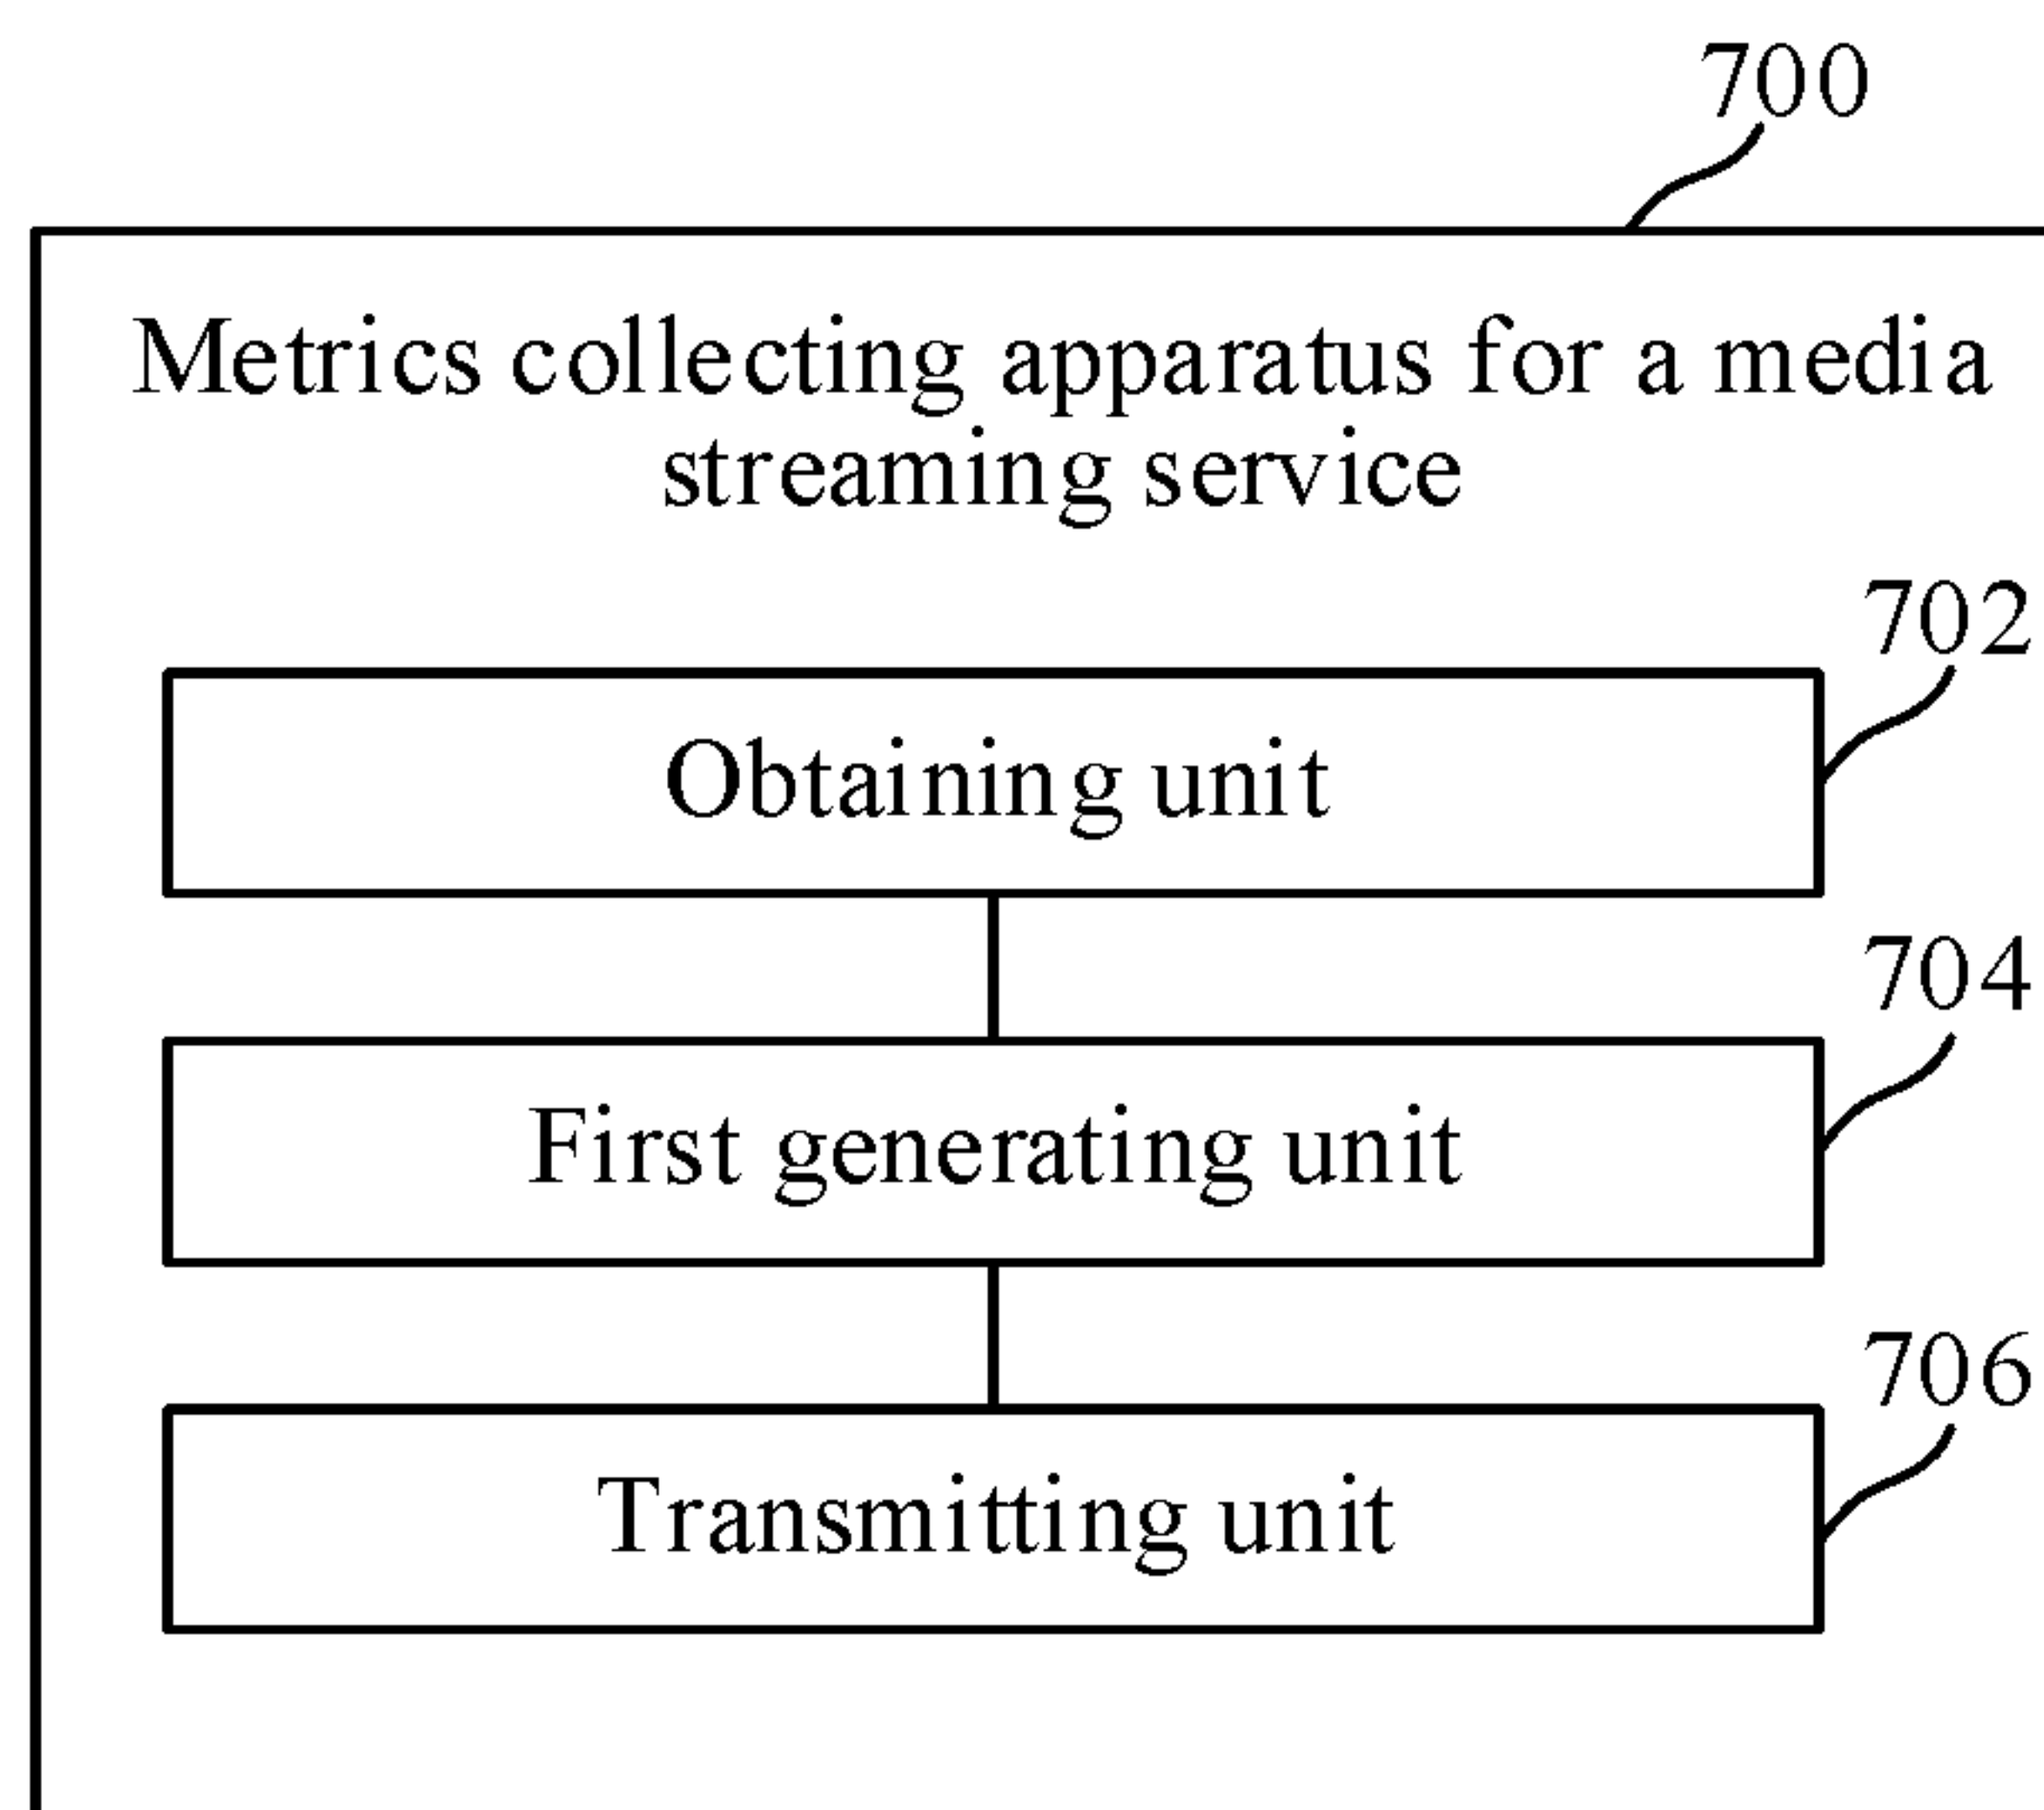 700
Metrics collecting apparatus for a media
streaming service
702
Obtaining unit
704
First generating unit
706
Transmitting unit